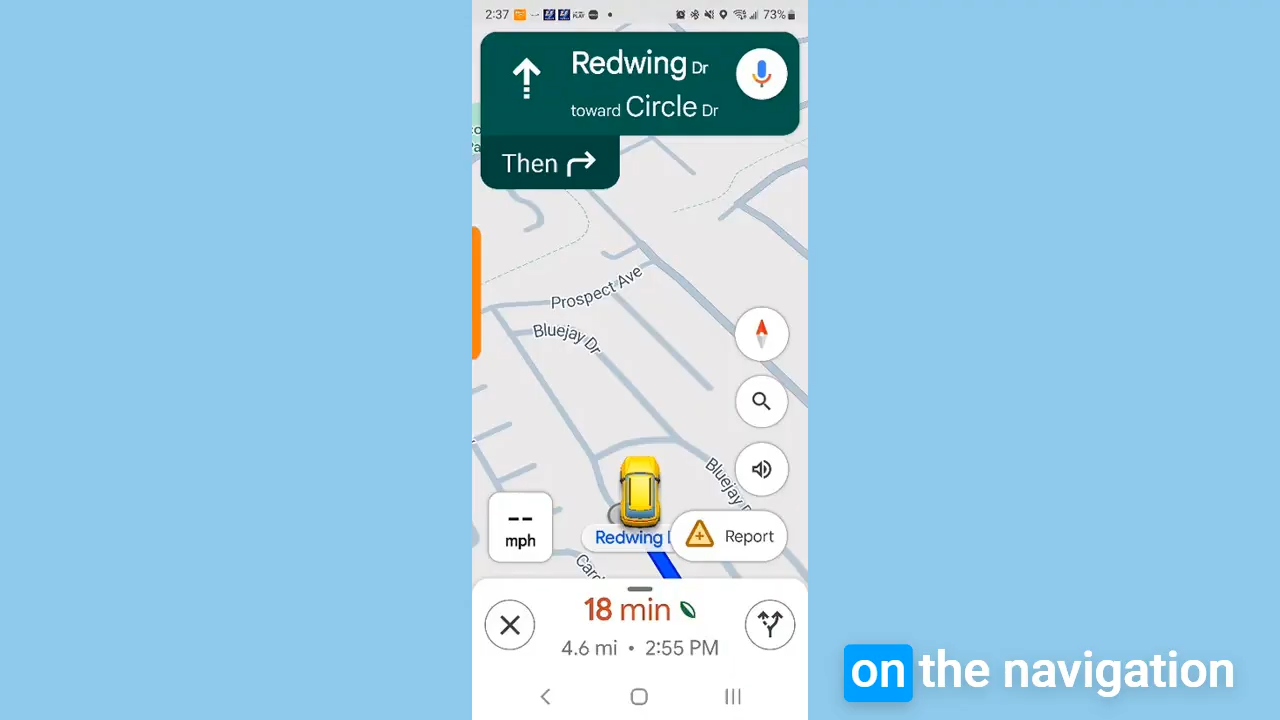 2:37
73%
Redwing Dr
toward Circle Dr
Then
Prospect Ave
Bluejay Dr
Bluejay
--
mph
Redwing
Report
18 min
4.6 mi • 2:55 PM
on the navigation